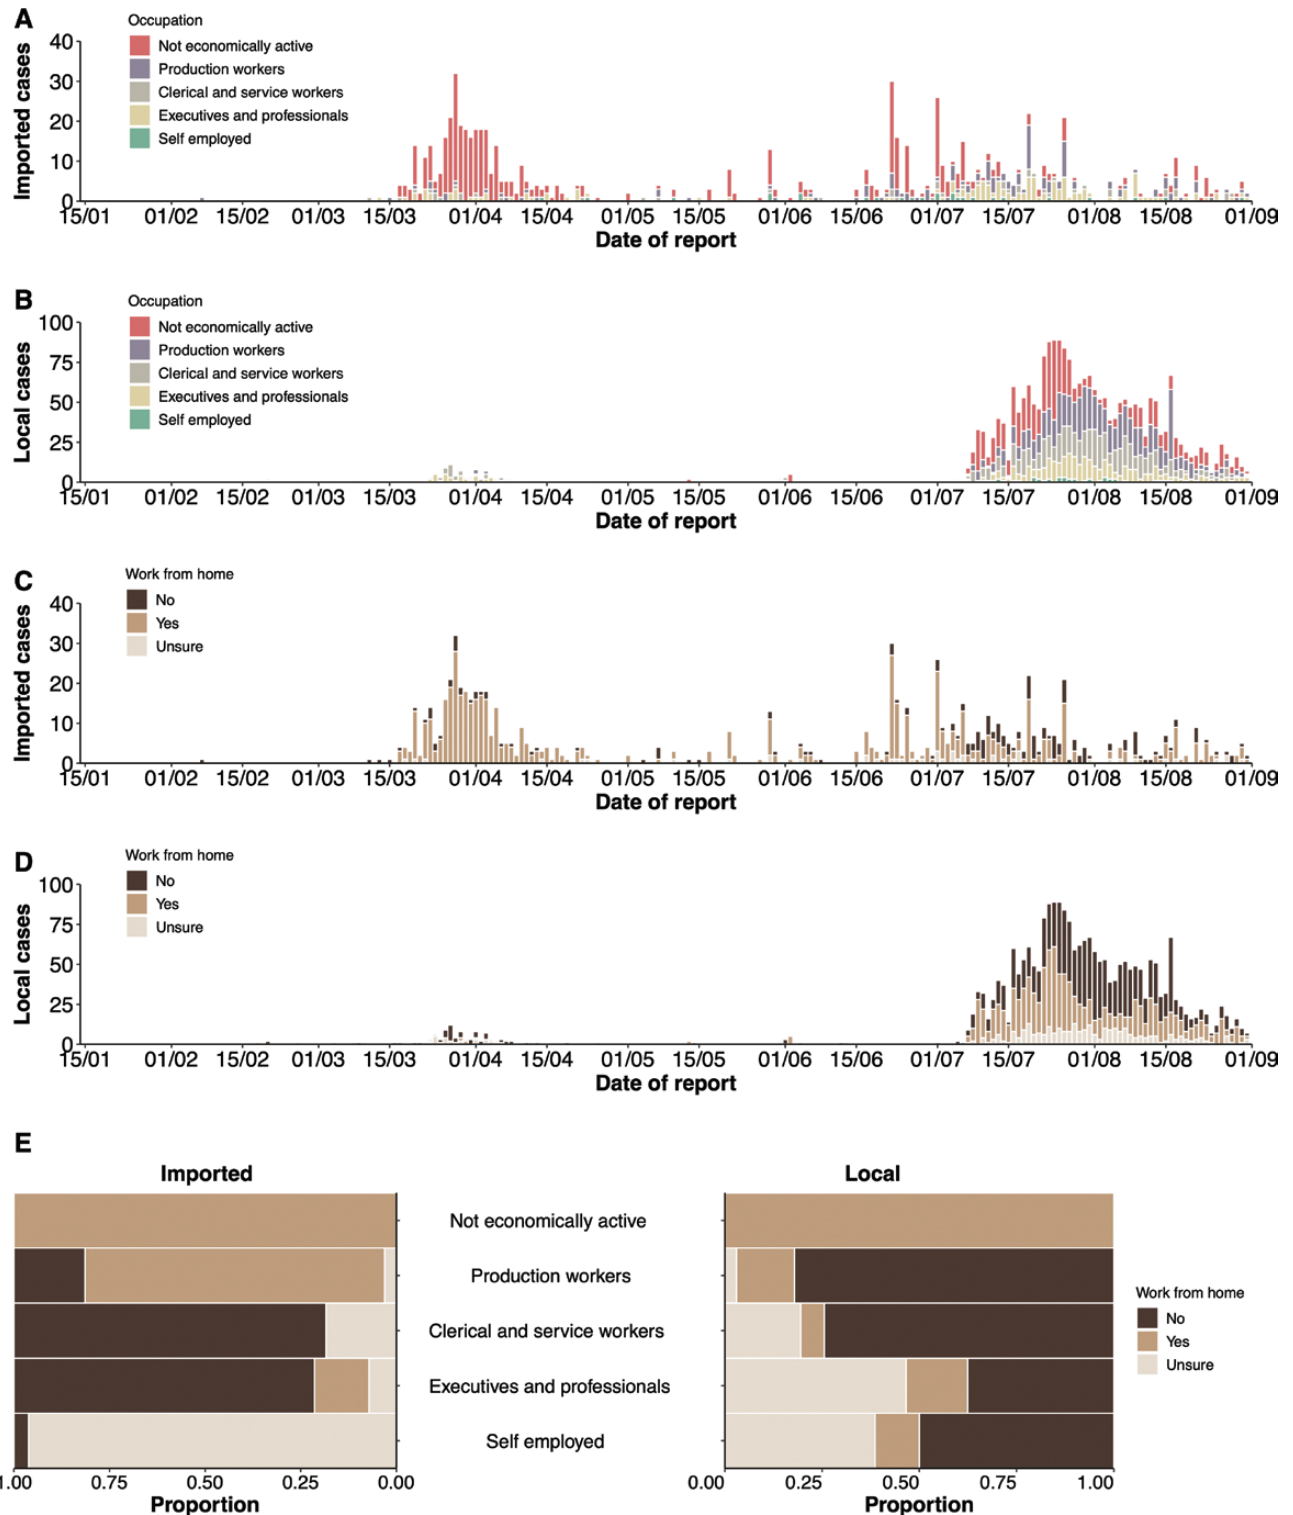 A
Occupation
Not economically active
Production workers
Clerical and service workers
Executives and professionals
Self employed
Imported cases
40
30
20
10
0
15/01 01/02 15/02 01/03 15/03 01/04 15/04 01/05 15/05 01/06 15/06 01/07 15/07 01/08 15/08 01/09
Date of report
B
Occupation
Not economically active
Production workers
Clerical and service workers
Executives and professionals
Self employed
Local cases
100
75
50
25
0
15/01 01/02 15/02 01/03 15/03 01/04 15/04 01/05 15/05 01/06 15/06 01/07 15/07 01/08 15/08 01/09
Date of report
C
Work from home
No
Yes
Unsure
Imported cases
40
30
20
10
0
15/01 01/02 15/02 01/03 15/03 01/04 15/04 01/05 15/05 01/06 15/06 01/07 15/07 01/08 15/08 01/09
Date of report
D
Work from home
No
Yes
Unsure
Local cases
100
75
50
25
0
15/01 01/02 15/02 01/03 15/03 01/04 15/04 01/05 15/05 01/06 15/06 01/07 15/07 01/08 15/08 01/09
Date of report
E
Imported Local
Not economically active
Production workers
Clerical and service workers
Executives and professionals
Self employed
Work from home
No
Yes
Unsure
1.00 0.75 0.50 0.25 0.00 0.00 0.25 0.50 0.75 1.00
Proportion Proportion